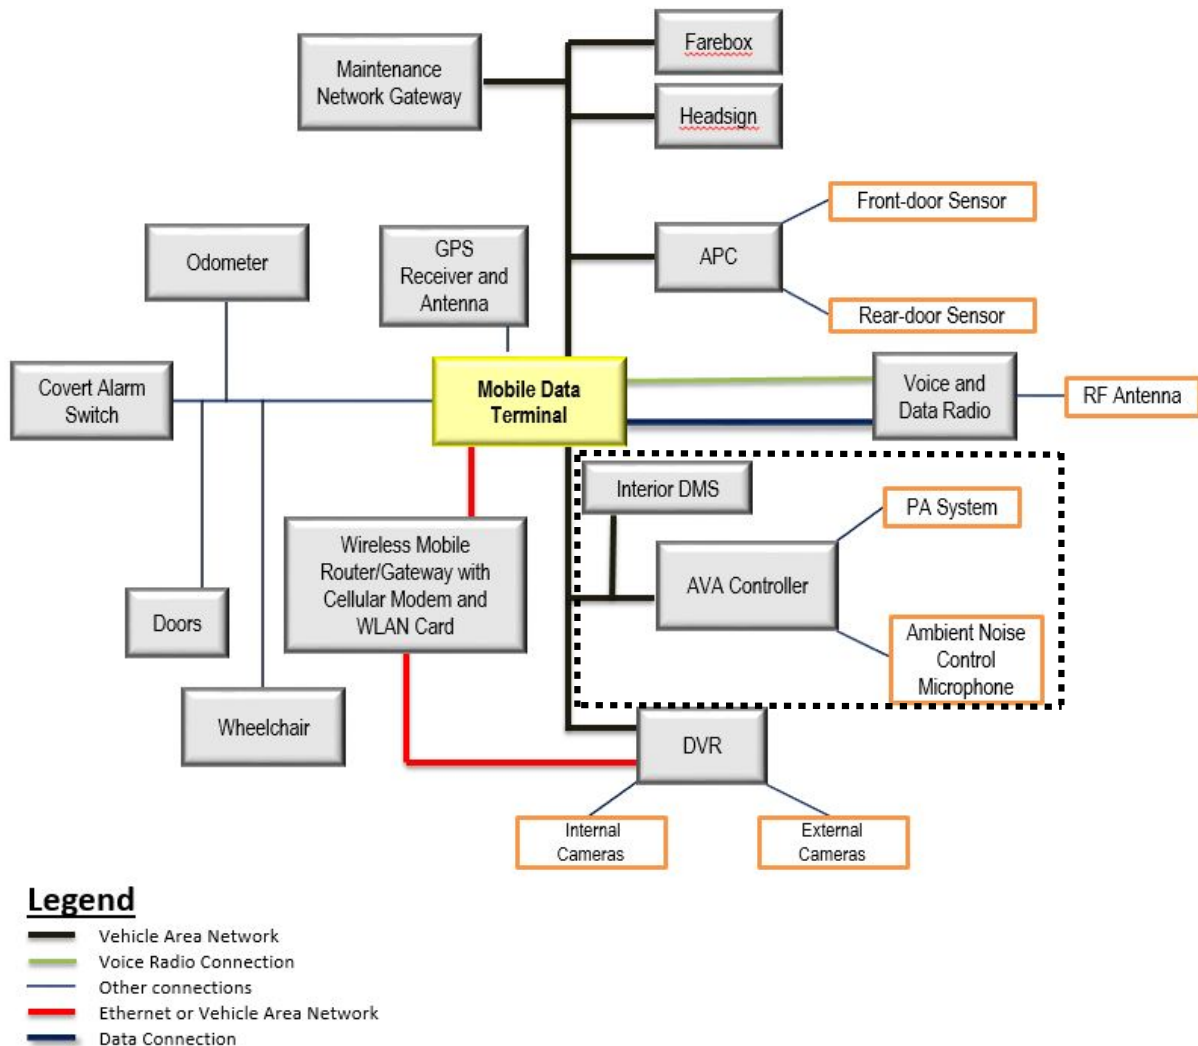 Farebox
Maintenance
Network Gateway
Headsign
Front-door Sensor
APC
Rear-door Sensor
Odometer
GPS
Receiver and
Antenna
Covert Alarm
Switch
Mobile Data
Terminal
Voice and
Data Radio
RF Antenna
Interior DMS
PA System
AVA Controller
Wireless Mobile
Router/Gateway with
Cellular Modem and
WLAN Card
Doors
Ambient Noise
Control
Microphone
Wheelchair
DVR
Internal
Cameras
External
Cameras
Legend
Vehicle Area Network
Voice Radio Connection
Other connections
Ethernet or Vehicle Area Network
Data Connection